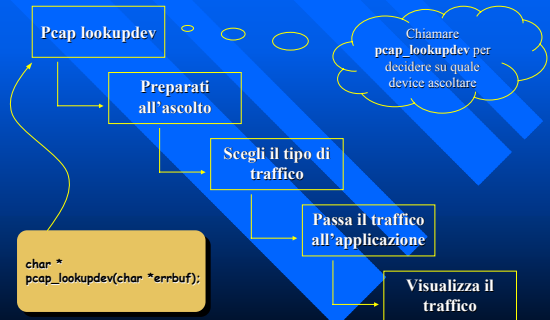 Pcap lookupdev
Chiamare
pcap_lookupdev per
decidere su quale
device ascoltare
Preparati
all'ascolto
Scegli il tipo di
traffico
Passa il traffico
all'applicazione
Visualizza il
traffico
char *
pcap_lookupdev(char *errbuf);